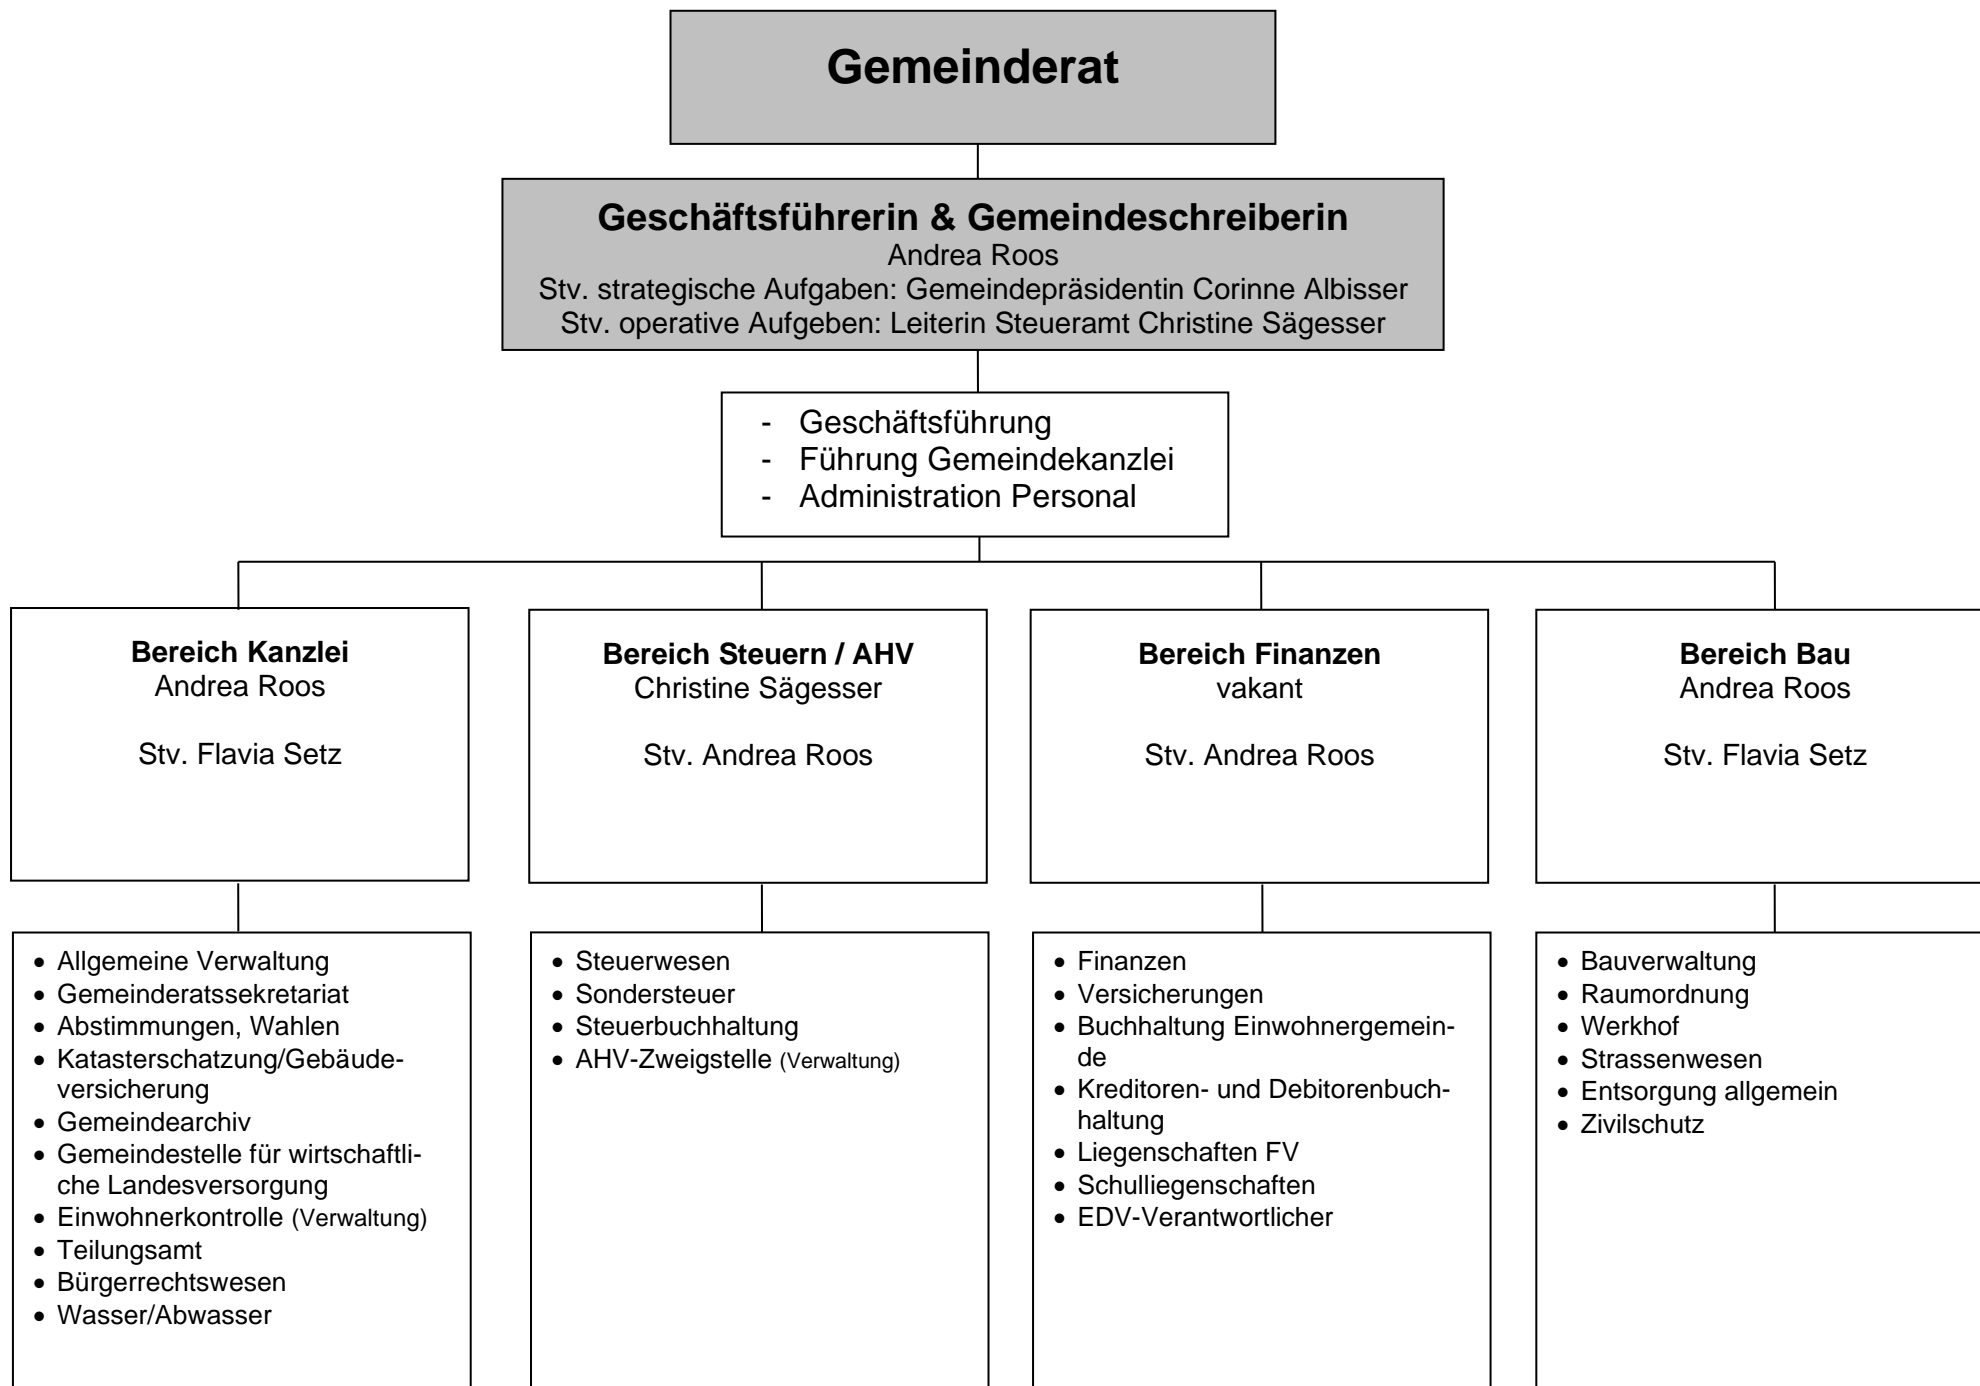 Gemeinderat
Geschäftsführerin & Gemeindeschreiberin
Andrea Roos
Stv. strategische Aufgaben: Gemeindepräsidentin Corinne Albisser
Stv. operative Aufgeben: Leiterin Steueramt Christine Sägesser
- Geschäftsführung
- Führung Gemeindekanzlei
- Administration Personal
Bereich Kanzlei
Andrea Roos
Stv. Flavia Setz
Bereich Steuern / AHV
Christine Sägesser
Stv. Andrea Roos
Bereich Finanzen
vakant
Stv. Andrea Roos
Bereich Bau
Andrea Roos
Stv. Flavia Setz
• Allgemeine Verwaltung
• Gemeinderatssekretariat
• Abstimmungen, Wahlen
• Katasterschatzung/Gebäude-
versicherung
• Gemeindearchiv
• Gemeindestelle für wirtschaftli-
che Landesversorgung
• Einwohnerkontrolle (Verwaltung)
• Teilungsamt
• Bürgerrechtswesen
• Wasser/Abwasser
• Steuerwesen
• Sondersteuer
• Steuerbuchhaltung
• AHV-Zweigstelle (Verwaltung)
• Finanzen
• Versicherungen
• Buchhaltung Einwohnergemein-
de
• Kreditoren- und Debitorenbuch-
haltung
• Liegenschaften FV
• Schulliegenschaften
• EDV-Verantwortlicher
• Bauverwaltung
• Raumordnung
• Werkhof
• Strassenwesen
• Entsorgung allgemein
• Zivilschutz